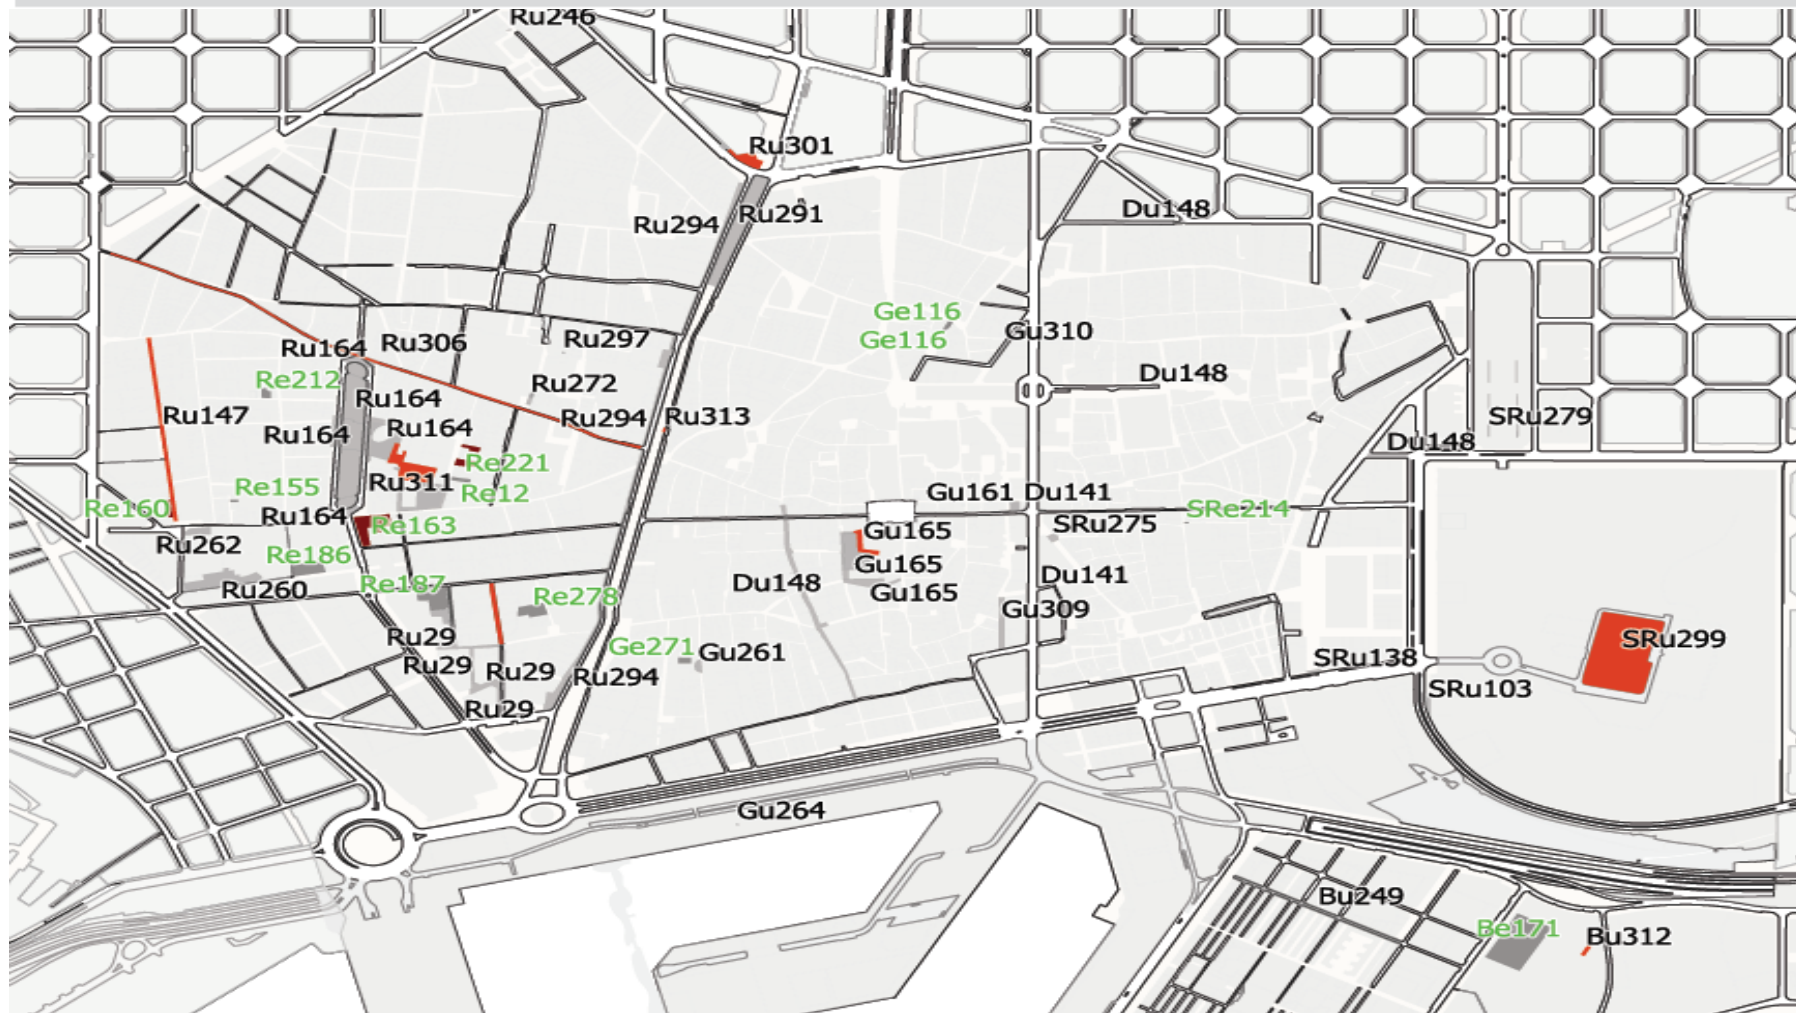 Ru246
Ru301
Ru294
Ru291
Du148
Ge116
Ge116
Gu310
Ru164
Ru306
Ru297
Re212
Ru164
Ru272
Du148
Ru147
Ru164
Ru164
Ru294
Ru313
SRu279
Du148
Re221
Ru311
Re12
Re155
Re160
Ru164
Re163
Gu161
Du141
SRe214
SRu275
Ru262
Re186
Gu165
Gu165
Ru260
Re187
Re278
Du148
Gu165
Du141
Gu309
Ru29
Ru29
Ru29
Ru29
Ge271
Gu261
Ru294
SRu138
SRu299
SRu103
Gu264
Bu249
Be171
Bu312